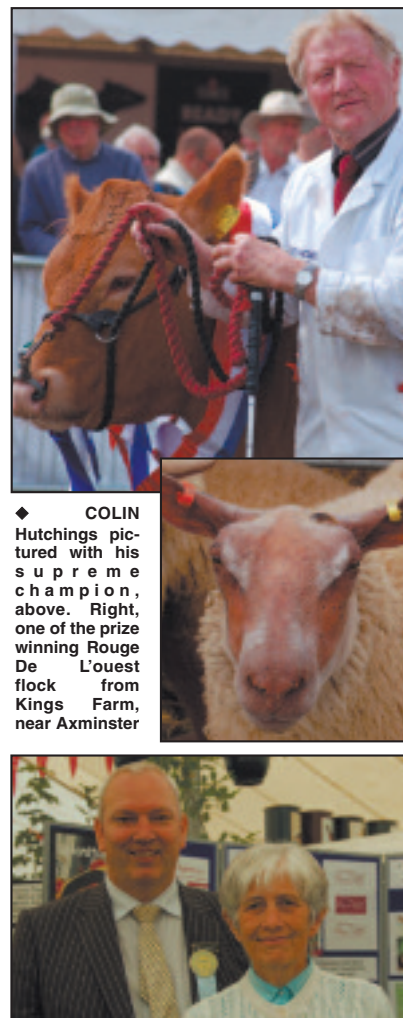 READY
◆ COLIN
Hutchings pic-
tured with his
supreme
champion,
above. Right,
one of the prize
winning Rouge
De L'ouest
flock from
Kings Farm,
near Axminster